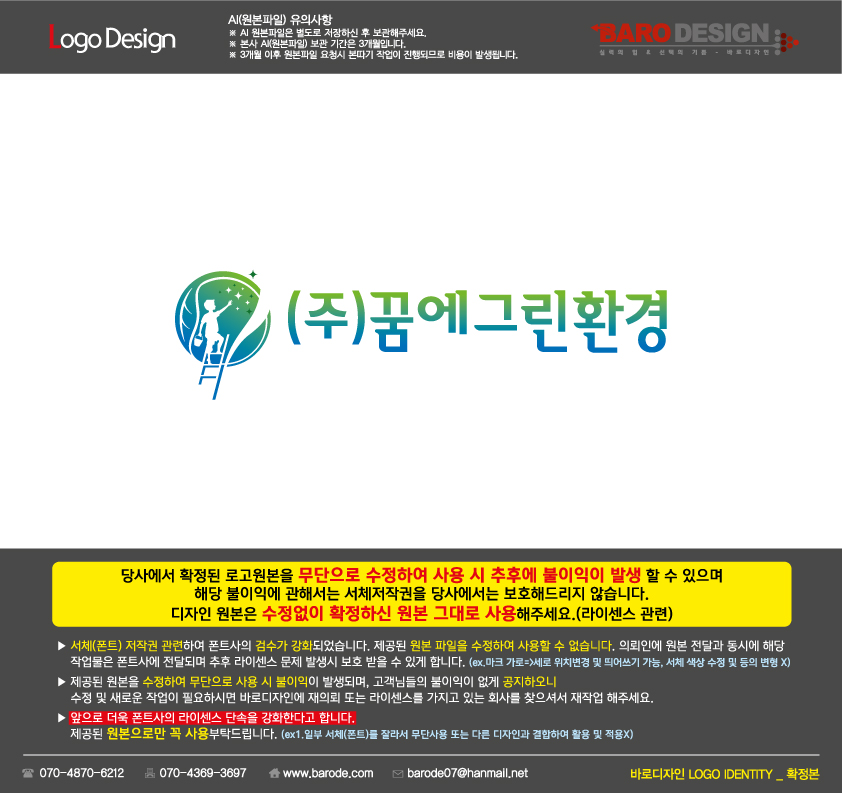 Logo Design
AI(원본파일) 유의사항
※ AI 원본파일은 별도로 저장하신 후 보관해주세요.
※ 본사 AI(원본파일) 보관 기간은 3개월입니다.
※ 3개월 이후 원본파일 요청시 본따기 작업이 진행되므로 비용이 발생됩니다.
BARO DESIGN
실력의 힘 & 선택의 기쁨 - 바로디자인
(주)꿈에그린환경
당사에서 확정된 로고원본을 무단으로 수정하여 사용 시 추후에 불이익이 발생 할 수 있으며
해당 불이익에 관해서는 서체저작권을 당사에서는 보호해드리지 않습니다.
디자인 원본은 수정없이 확정하신 원본 그대로 사용해주세요.(라이센스 관련)
▶ 서체(폰트) 저작권 관련하여 폰트사의 검수가 강화되었습니다. 제공된 원본 파일을 수정하여 사용할 수 없습니다. 의뢰인에 원본 전달과 동시에 해당
작업물은 폰트사에 전달되며 추후 라이센스 문제 발생시 보호 받을 수 있게 합니다. (ex.마크 가로=>세로 위치변경 및 띄어쓰기 가능, 서체 색상 수정 및 등의 변형 X)
▶ 제공된 원본을 수정하여 무단으로 사용 시 불이익이 발생되며, 고객님들의 불이익이 없게 공지하오니
수정 및 새로운 작업이 필요하시면 바로디자인에 재의뢰 또는 라이센스를 가지고 있는 회사를 찾으셔서 재작업 해주세요.
▶ 앞으로 더욱 폰트사의 라이센스 단속을 강화한다고 합니다.
제공된 원본으로만 꼭 사용부탁드립니다. (ex1.일부 서체(폰트)를 잘라서 무단사용 또는 다른 디자인과 결합하여 활용 및 적용X)
070-4870-6212 070-4369-3697 www.barode.com barode07@hanmail.net 바로디자인 LOGO IDENTITY _ 확정본